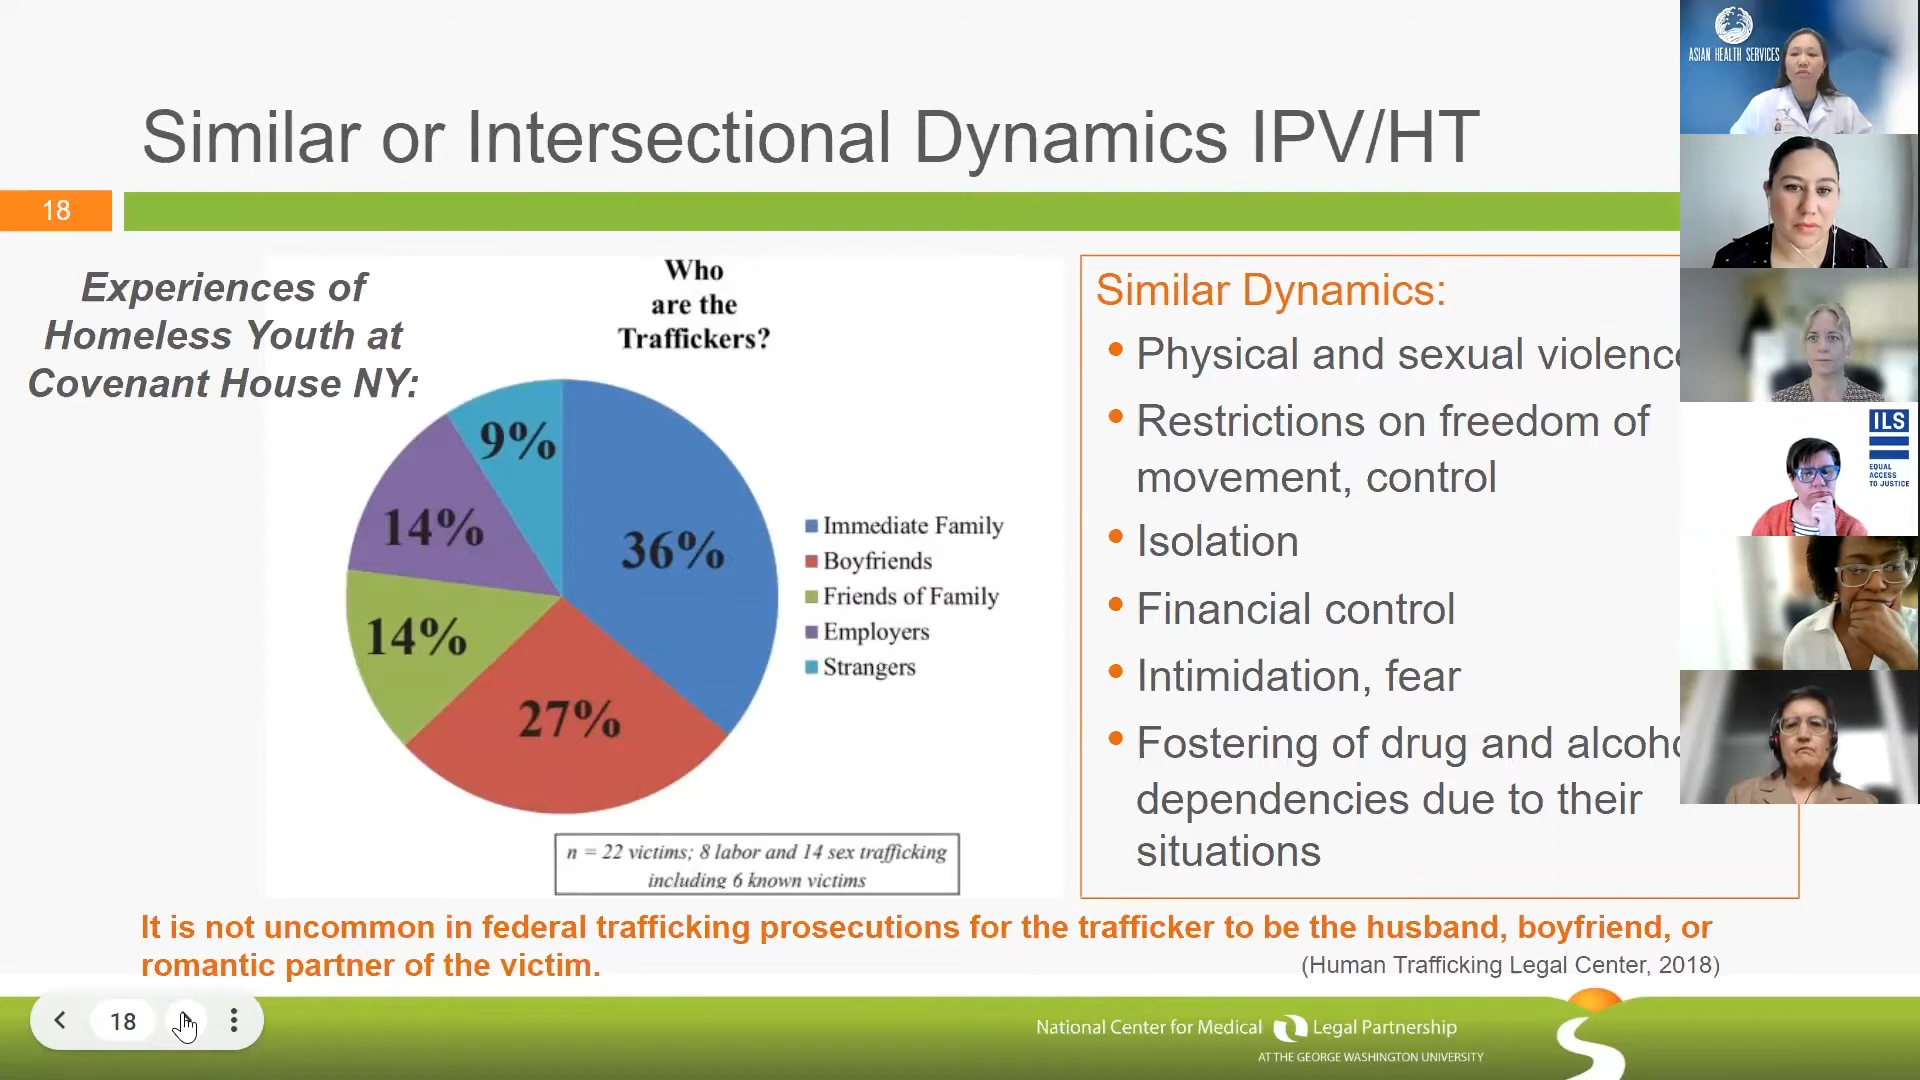 Similar or Intersectional Dynamics IPV/HT
18
Experiences of
Homeless Youth at
Covenant House NY:
Who
are the
Traffickers?
36%
27%
14%
14%
9%
Immediate Family
Boyfriends
Friends of Family
Employers
Strangers
n = 22 victims; 8 labor and 14 sex trafficking
including 6 known victims
Similar Dynamics:
• Physical and sexual violence
• Restrictions on freedom of
movement, control
• Isolation
• Financial control
• Intimidation, fear
• Fostering of drug and alcoho
dependencies due to their
situations
It is not uncommon in federal trafficking prosecutions for the trafficker to be the husband, boyfriend, or
romantic partner of the victim.
(Human Trafficking Legal Center, 2018)
18
National Center for Medical Legal Partnership
AT THE GEORGE WASHINGTON UNIVERSITY
ASIAN HEALTH SERVICES
ILS
EQUAL
ACCESS
TO JUSTICE